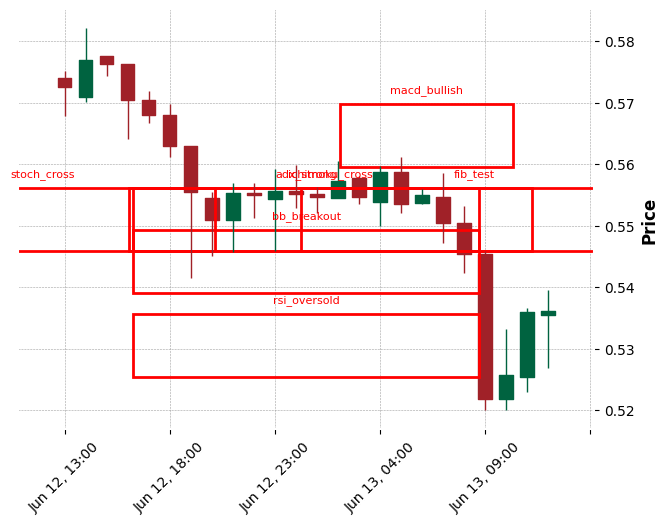 0.58
macd_bullish
0.57
0.56
stoch_cross
fib_test
0.55
bb_breakout
Price
0.54
rsi_oversold
0.53
0.52
Jun 12, 13:00
Jun 12, 18:00
Jun 12, 23:00
Jun 13, 04:00
Jun 13, 09:00